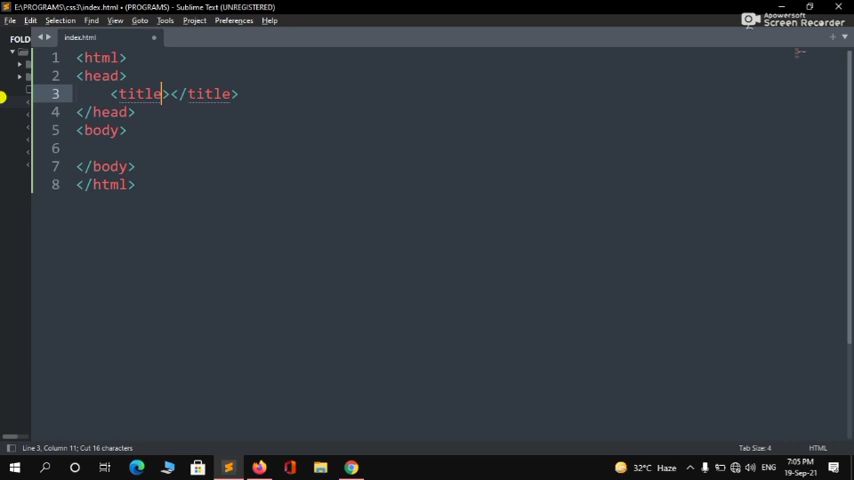 E:\PROGRAMS\css3\index.html • (PROGRAMS) - Sublime Text (UNREGISTERED)
File Edit Selection Find View Goto Tools Project Preferences Help
Apowersoft
Screen Recorder
FOLD
index.html
1 <html>
2 <head>
3 <title></title>
4 </head>
5 <body>
6
7 </body>
8 </html>
Line 3, Column 11; Cut 16 characters
Tab Size: 4
HTML
32°C Haze
ENG
7:05 PM
19-Sep-21